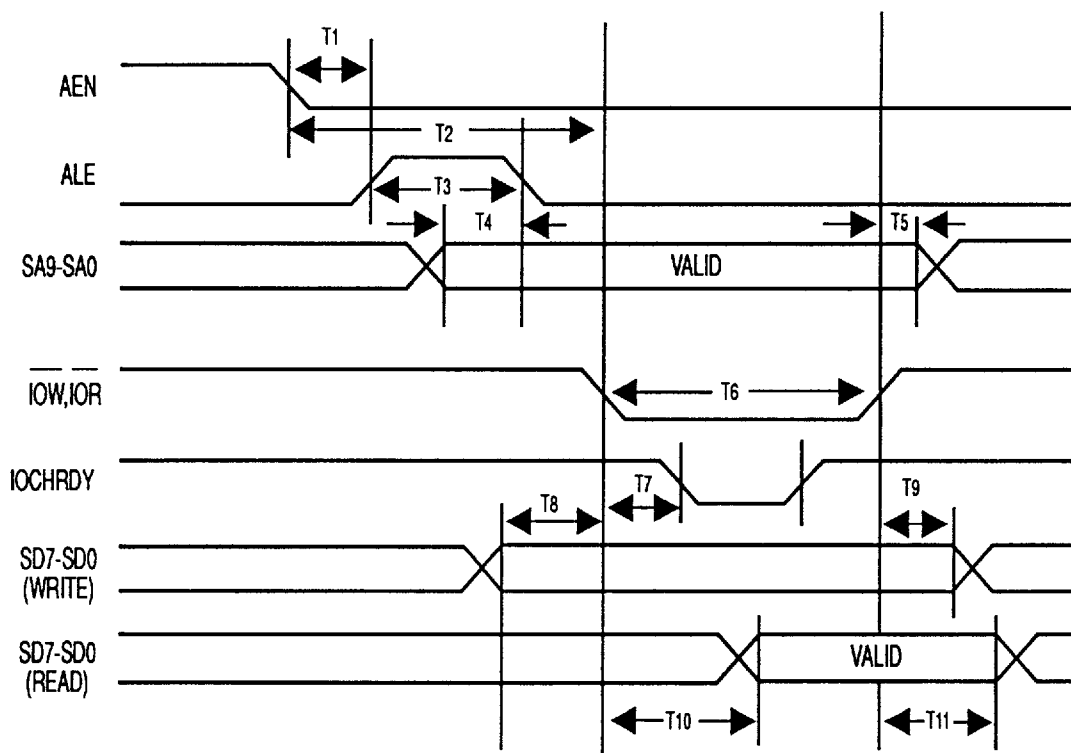 T1
AEN
T2
ALE
T3
T4
T5
SA9-SA0
VALID
IOW,IOR
T6
IOCHRDY
T7
T8
T9
SD7-SD0
(WRITE)
SD7-SD0
(READ)
VALID
T10
T11